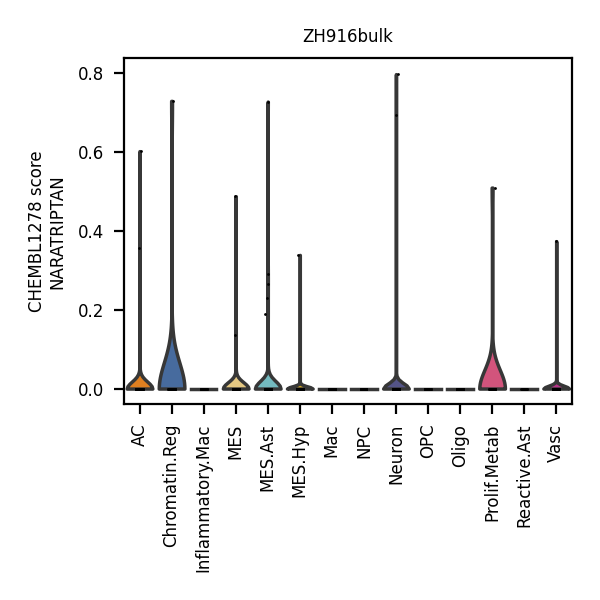 ZH916bulk
CHEMBL1278 score
NARATRIPTAN
0.8
0.6
0.4
0.2
0.0
AC
Chromatin.Reg
Inflammatory.Mac
MES
MES.Ast
MES.Hyp
Mac
NPC
Neuron
OPC
Oligo
Prolif.Metab
Reactive.Ast
Vasc